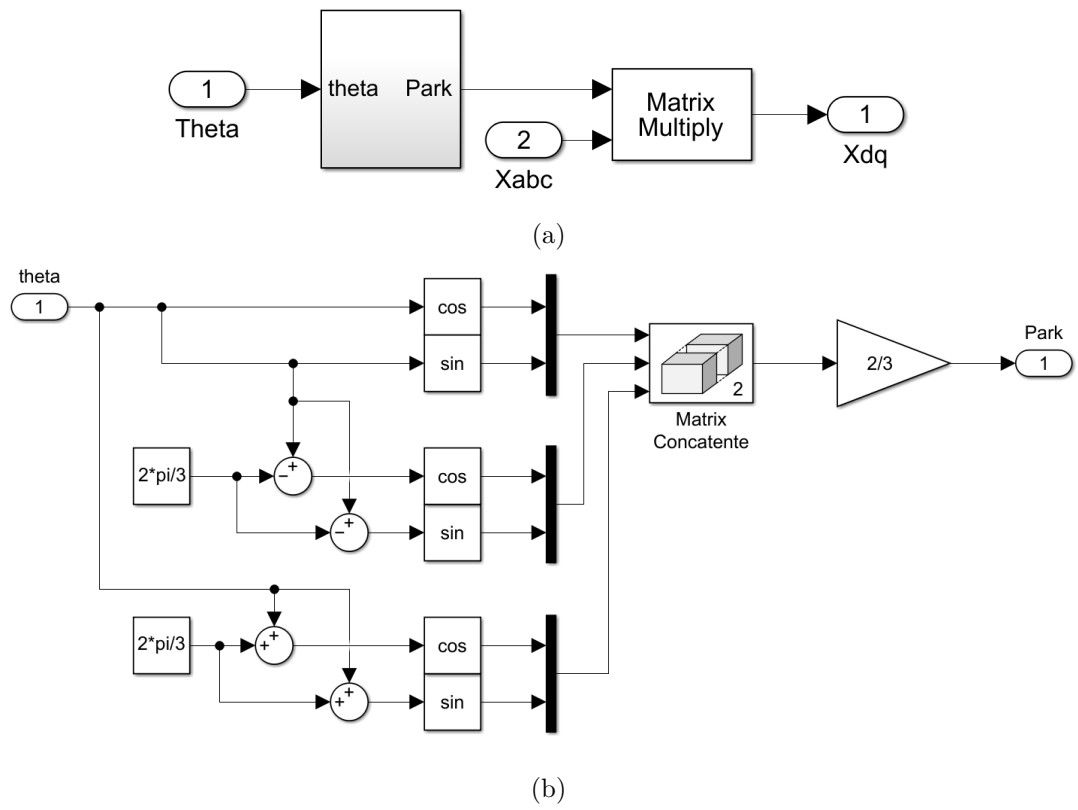 1
Theta
theta Park
2
Xabc
Matrix
Multiply
1
Xdq
(a)
theta
1
cos
sin
2*pi/3
−
+
−
+
cos
sin
2*pi/3
+
+
+
+
cos
sin
2
Matrix
Concatente
2/3
Park
1
(b)